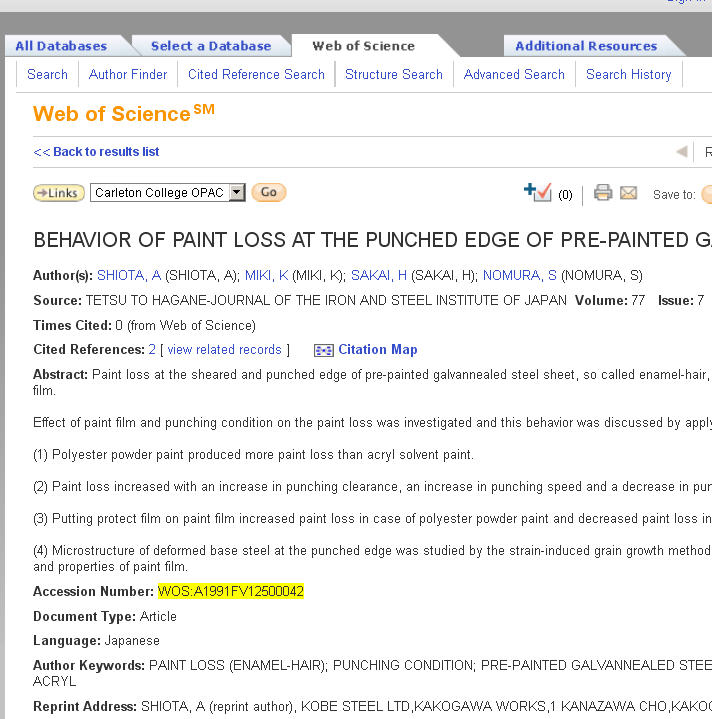 All Databases Select a Database Web of Science Additional Resources
Search Author Finder Cited Reference Search Structure Search Advanced Search Search History
Web of Science SM
<< Back to results list
Links Carleton College OPAC Go (0) Save to:
BEHAVIOR OF PAINT LOSS AT THE PUNCHED EDGE OF PRE-PAINTED
Author(s): SHIOTA, A (SHIOTA, A); MIKI, K (MIKI, K); SAKAI, H (SAKAI, H); NOMURA, S (NOMURA, S)
Source: TETSU TO HAGANE-JOURNAL OF THE IRON AND STEEL INSTITUTE OF JAPAN Volume: 77 Issue: 7
Times Cited: 0 (from Web of Science)
Cited References: 2 [ view related records ] Citation Map
Abstract: Paint loss at the sheared and punched edge of pre-painted galvannealed steel sheet, so called enamel-hair,
film.
Effect of paint film and punching condition on the paint loss was investigated and this behavior was discussed by
(1) Polyester powder paint produced more paint loss than acryl solvent paint.
(2) Paint loss increased with an increase in punching clearance, an increase in punching speed and a decrease in
(3) Putting protect film on paint film increased paint loss in case of polyester powder paint and decreased paint loss in
(4) Microstructure of deformed base steel at the punched edge was studied by the strain-induced grain growth method
and properties of paint film.
Accession Number: WOS:A1991FV12500042
Document Type: Article
Language: Japanese
Author Keywords: PAINT LOSS (ENAMEL-HAIR); PUNCHING CONDITION; PRE-PAINTED GALVANNEALED
ACRYL
Reprint Address: SHIOTA, A (reprint author), KOBE STEEL LTD,KAKOGAWA WORKS,1 KANAZAWA CHO,